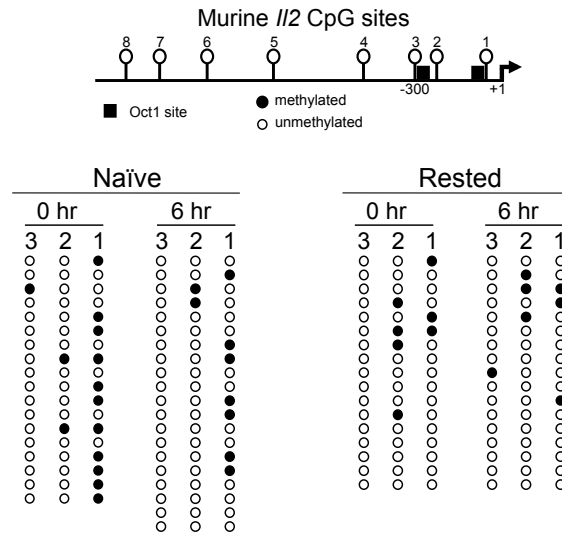 Murine Il2 CpG sites
8 7 6 5 4 3 2 1
-300 +1
Oct1 site
methylated
unmethylated
Naïve Rested
0 hr 6 hr 0 hr 6 hr
3 2 1 3 2 1 3 2 1 3 2 1